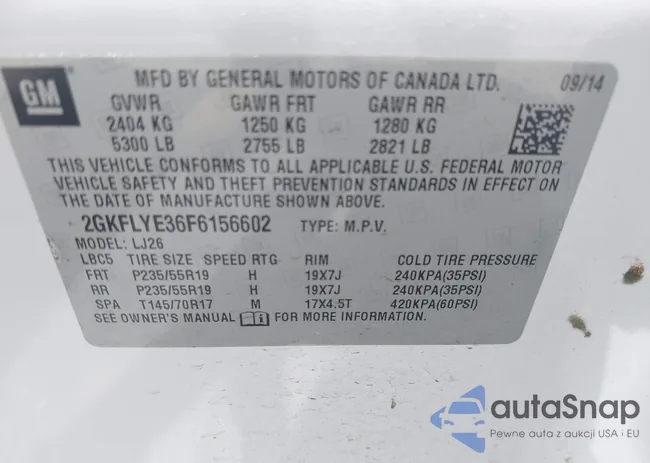 GM
MFD BY GENERAL MOTORS OF CANADA LTD. 09/14
GVWR GAWR FRT GAWR RR
2404 KG 1250 KG 1280 KG
5300 LB 2755 LB 2821 LB
THIS VEHICLE CONFORMS TO ALL APPLICABLE U.S. FEDERAL MOTOR
VEHICLE SAFETY AND THEFT PREVENTION STANDARDS IN EFFECT ON
THE DATE OF MANUFACTURE SHOWN ABOVE.
2GKFLYE36F6156602 TYPE: M.P.V.
MODEL: LJ26
LBC5 TIRE SIZE SPEED RTG RIM COLD TIRE PRESSURE
FRT P235/55R19 H 19X7J 240KPA(35PSI)
RR P235/55R19 H 19X7J 240KPA(35PSI)
SPA T145/70R17 M 17X4.5T 420KPA(60PSI)
SEE OWNER'S MANUAL FOR MORE INFORMATION.
autoSnap
Pewne auta z aukcji USA i EU